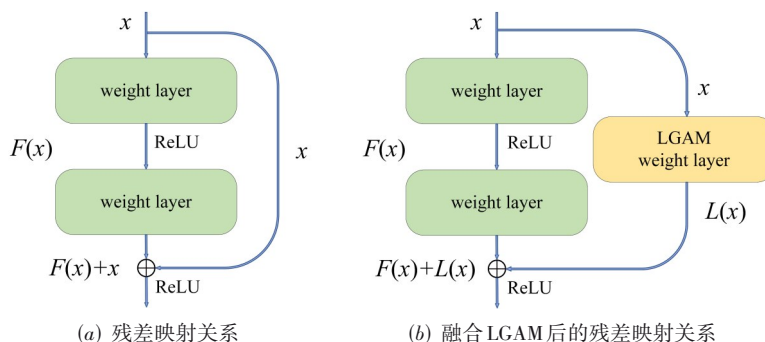 x
weight layer
F(x)
ReLU
x
weight layer
F(x)+x
ReLU
(a) 残差映射关系
x
weight layer
x
F(x)
ReLU
LGAM
weight layer
weight layer
L(x)
F(x)+L(x)
ReLU
(b) 融合LGAM后的残差映射关系